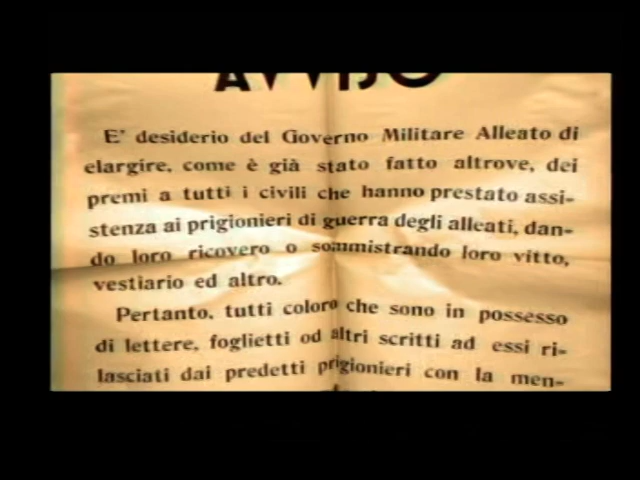 AVVISO
E' desiderio del Governo Militare Alleato di
elargire, come è già stato fatto altrove, dei
premi a tutti i civili che hanno prestato assi-
stenza ai prigionieri di guerra degli alleati, dan-
do loro ricovero o sommistrando loro vitto,
vestiario ed altro.
Pertanto, tutti coloro che sono in possesso
di lettere, foglietti od altri scritti ad essi ri-
lasciati dai predetti prigionieri con la men-